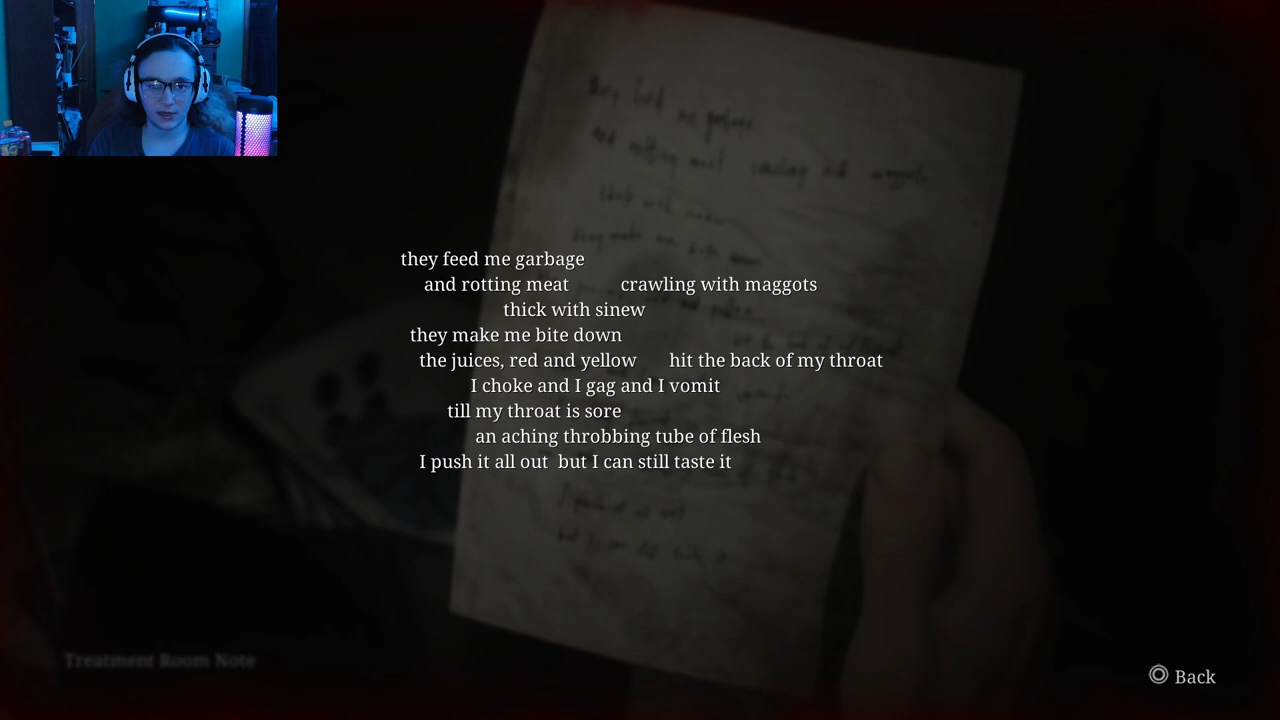 they feed me garbage
and rotting meat crawling with maggots
thick with sinew
they make me bite down
the juices, red and yellow hit the back of my throat
I choke and I gag and I vomit
till my throat is sore
an aching throbbing tube of flesh
I push it all out but I can still taste it
Treatment Room Note
Back